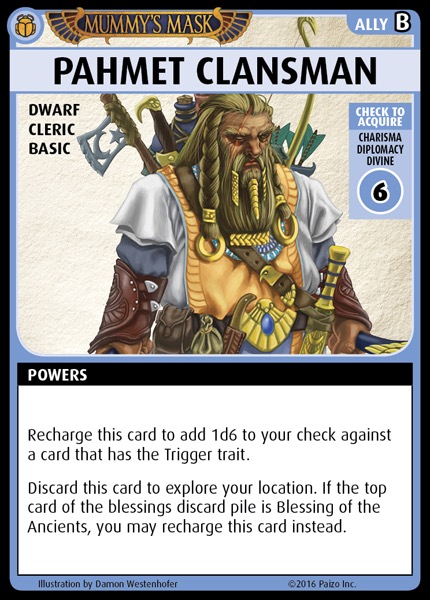 MUMMY'S MASK
ALLY B
PAHMET CLANSMAN
DWARF
CLERIC
BASIC
CHECK TO
ACQUIRE
CHARISMA
DIPLOMACY
DIVINE
6
POWERS
Recharge this card to add 1d6 to your check against
a card that has the Trigger trait.
Discard this card to explore your location. If the top
card of the blessings discard pile is Blessing of the
Ancients, you may recharge this card instead.
Illustration by Damon Westenhofer
©2016 Paizo Inc.